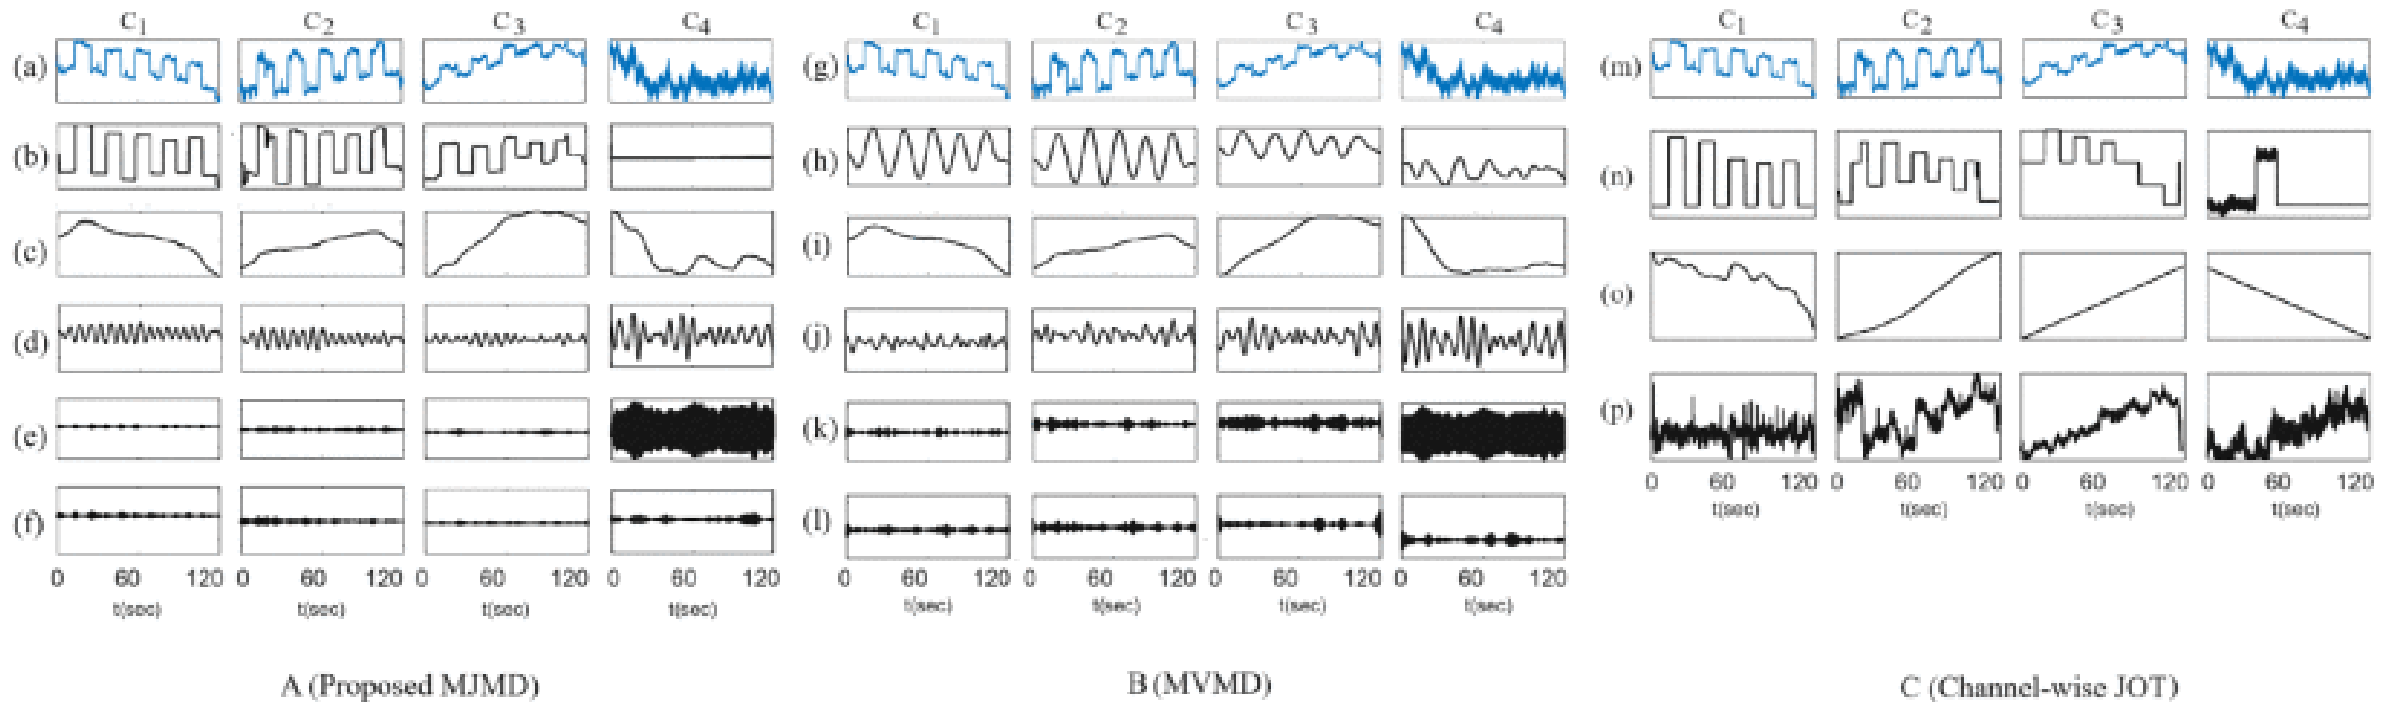 C1 C2 C3 C4 C1 C2 C3 C4 C1 C2 C3 C4
(a) (g) (m)
(b) (h) (n)
(c) (i) (o)
(d) (j)
(e) (k) (p)
0 60 120 0 60 120 0 60 120 0 60 120
t(sec) t(sec) t(sec) t(sec)
(f) (l)
0 60 120 0 60 120 0 60 120 0 60 120 0 60 120 0 60 120 0 60 120 0 60 120
t(sec) t(sec) t(sec) t(sec) t(sec) t(sec) t(sec) t(sec)
A (Proposed MJMD) B (MVMD) C (Channel-wise JOT)